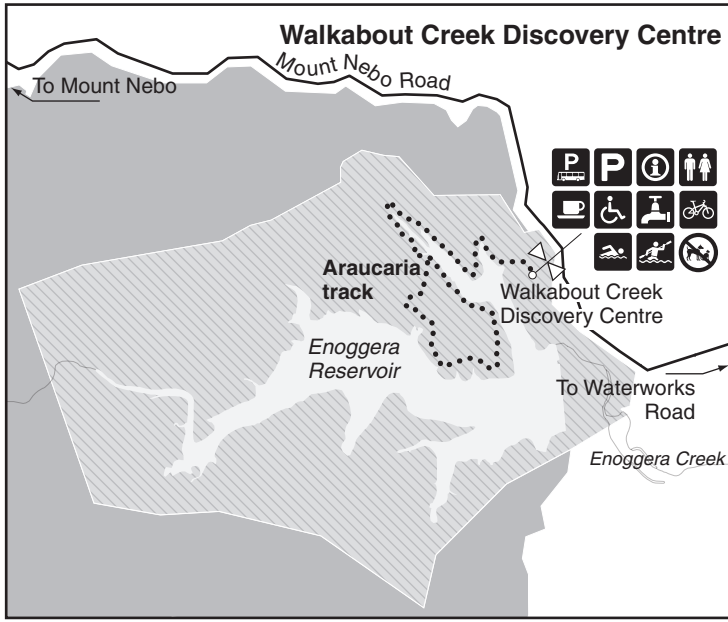 Walkabout Creek Discovery Centre
Mount Nebo Road
To Mount Nebo
P
P
i
Araucaria
track
Walkabout Creek
Discovery Centre
Enoggera
Reservoir
To Waterworks
Road
Enoggera Creek